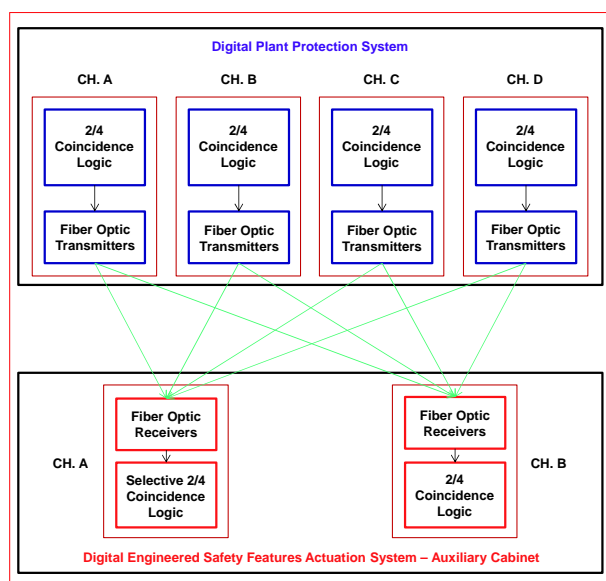 Digital Plant Protection System
CH. A
CH. B
CH. C
CH. D
2/4
Coincidence
Logic
2/4
Coincidence
Logic
2/4
Coincidence
Logic
2/4
Coincidence
Logic
Fiber Optic
Transmitters
Fiber Optic
Transmitters
Fiber Optic
Transmitters
Fiber Optic
Transmitters
CH. A
Fiber Optic
Receivers
Selective 2/4
Coincidence
Logic
Fiber Optic
Receivers
2/4
Coincidence
Logic
CH. B
Digital Engineered Safety Features Actuation System – Auxiliary Cabinet